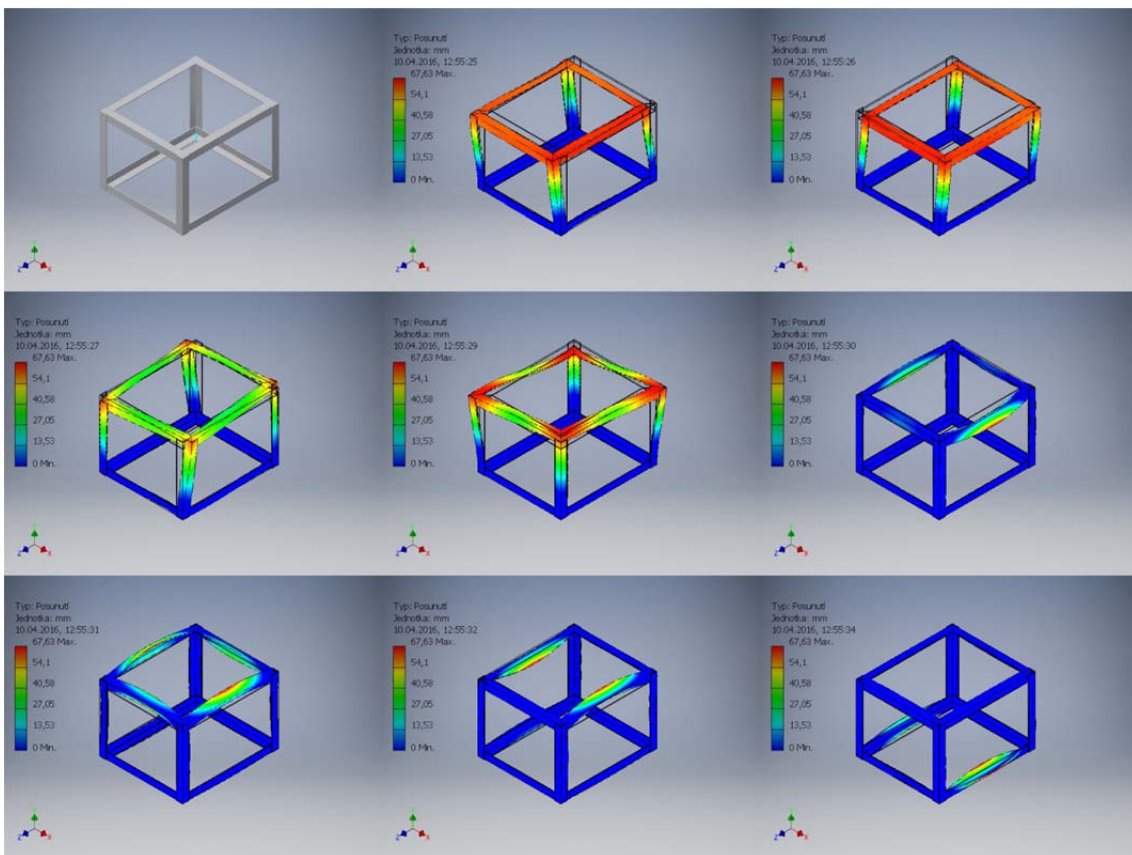 Typ: Posunutí
Jednotka: mm
10.04.2016, 12:55:25
67,63 Max.
54,1
40,58
27,05
13,53
0 Min.
Z
Y
X
Typ: Posunutí
Jednotka: mm
10.04.2016, 12:55:26
67,63 Max.
54,1
40,58
27,05
13,53
0 Min.
Z
Y
X
Z
Y
X
Typ: Posunutí
Jednotka: mm
10.04.2016, 12:55:27
67,63 Max.
54,1
40,58
27,05
13,53
0 Min.
Z
Y
X
Typ: Posunutí
Jednotka: mm
10.04.2016, 12:55:29
67,63 Max.
54,1
40,58
27,05
13,53
0 Min.
Z
Y
X
Typ: Posunutí
Jednotka: mm
10.04.2016, 12:55:30
67,63 Max.
54,1
40,58
27,05
13,53
0 Min.
Z
Y
X
Typ: Posunutí
Jednotka: mm
10.04.2016, 12:55:31
67,63 Max.
54,1
40,58
27,05
13,53
0 Min.
Z
Y
X
Typ: Posunutí
Jednotka: mm
10.04.2016, 12:55:32
67,63 Max.
54,1
40,58
27,05
13,53
0 Min.
Z
Y
X
Typ: Posunutí
Jednotka: mm
10.04.2016, 12:55:34
67,63 Max.
54,1
40,58
27,05
13,53
0 Min.
Z
Y
X